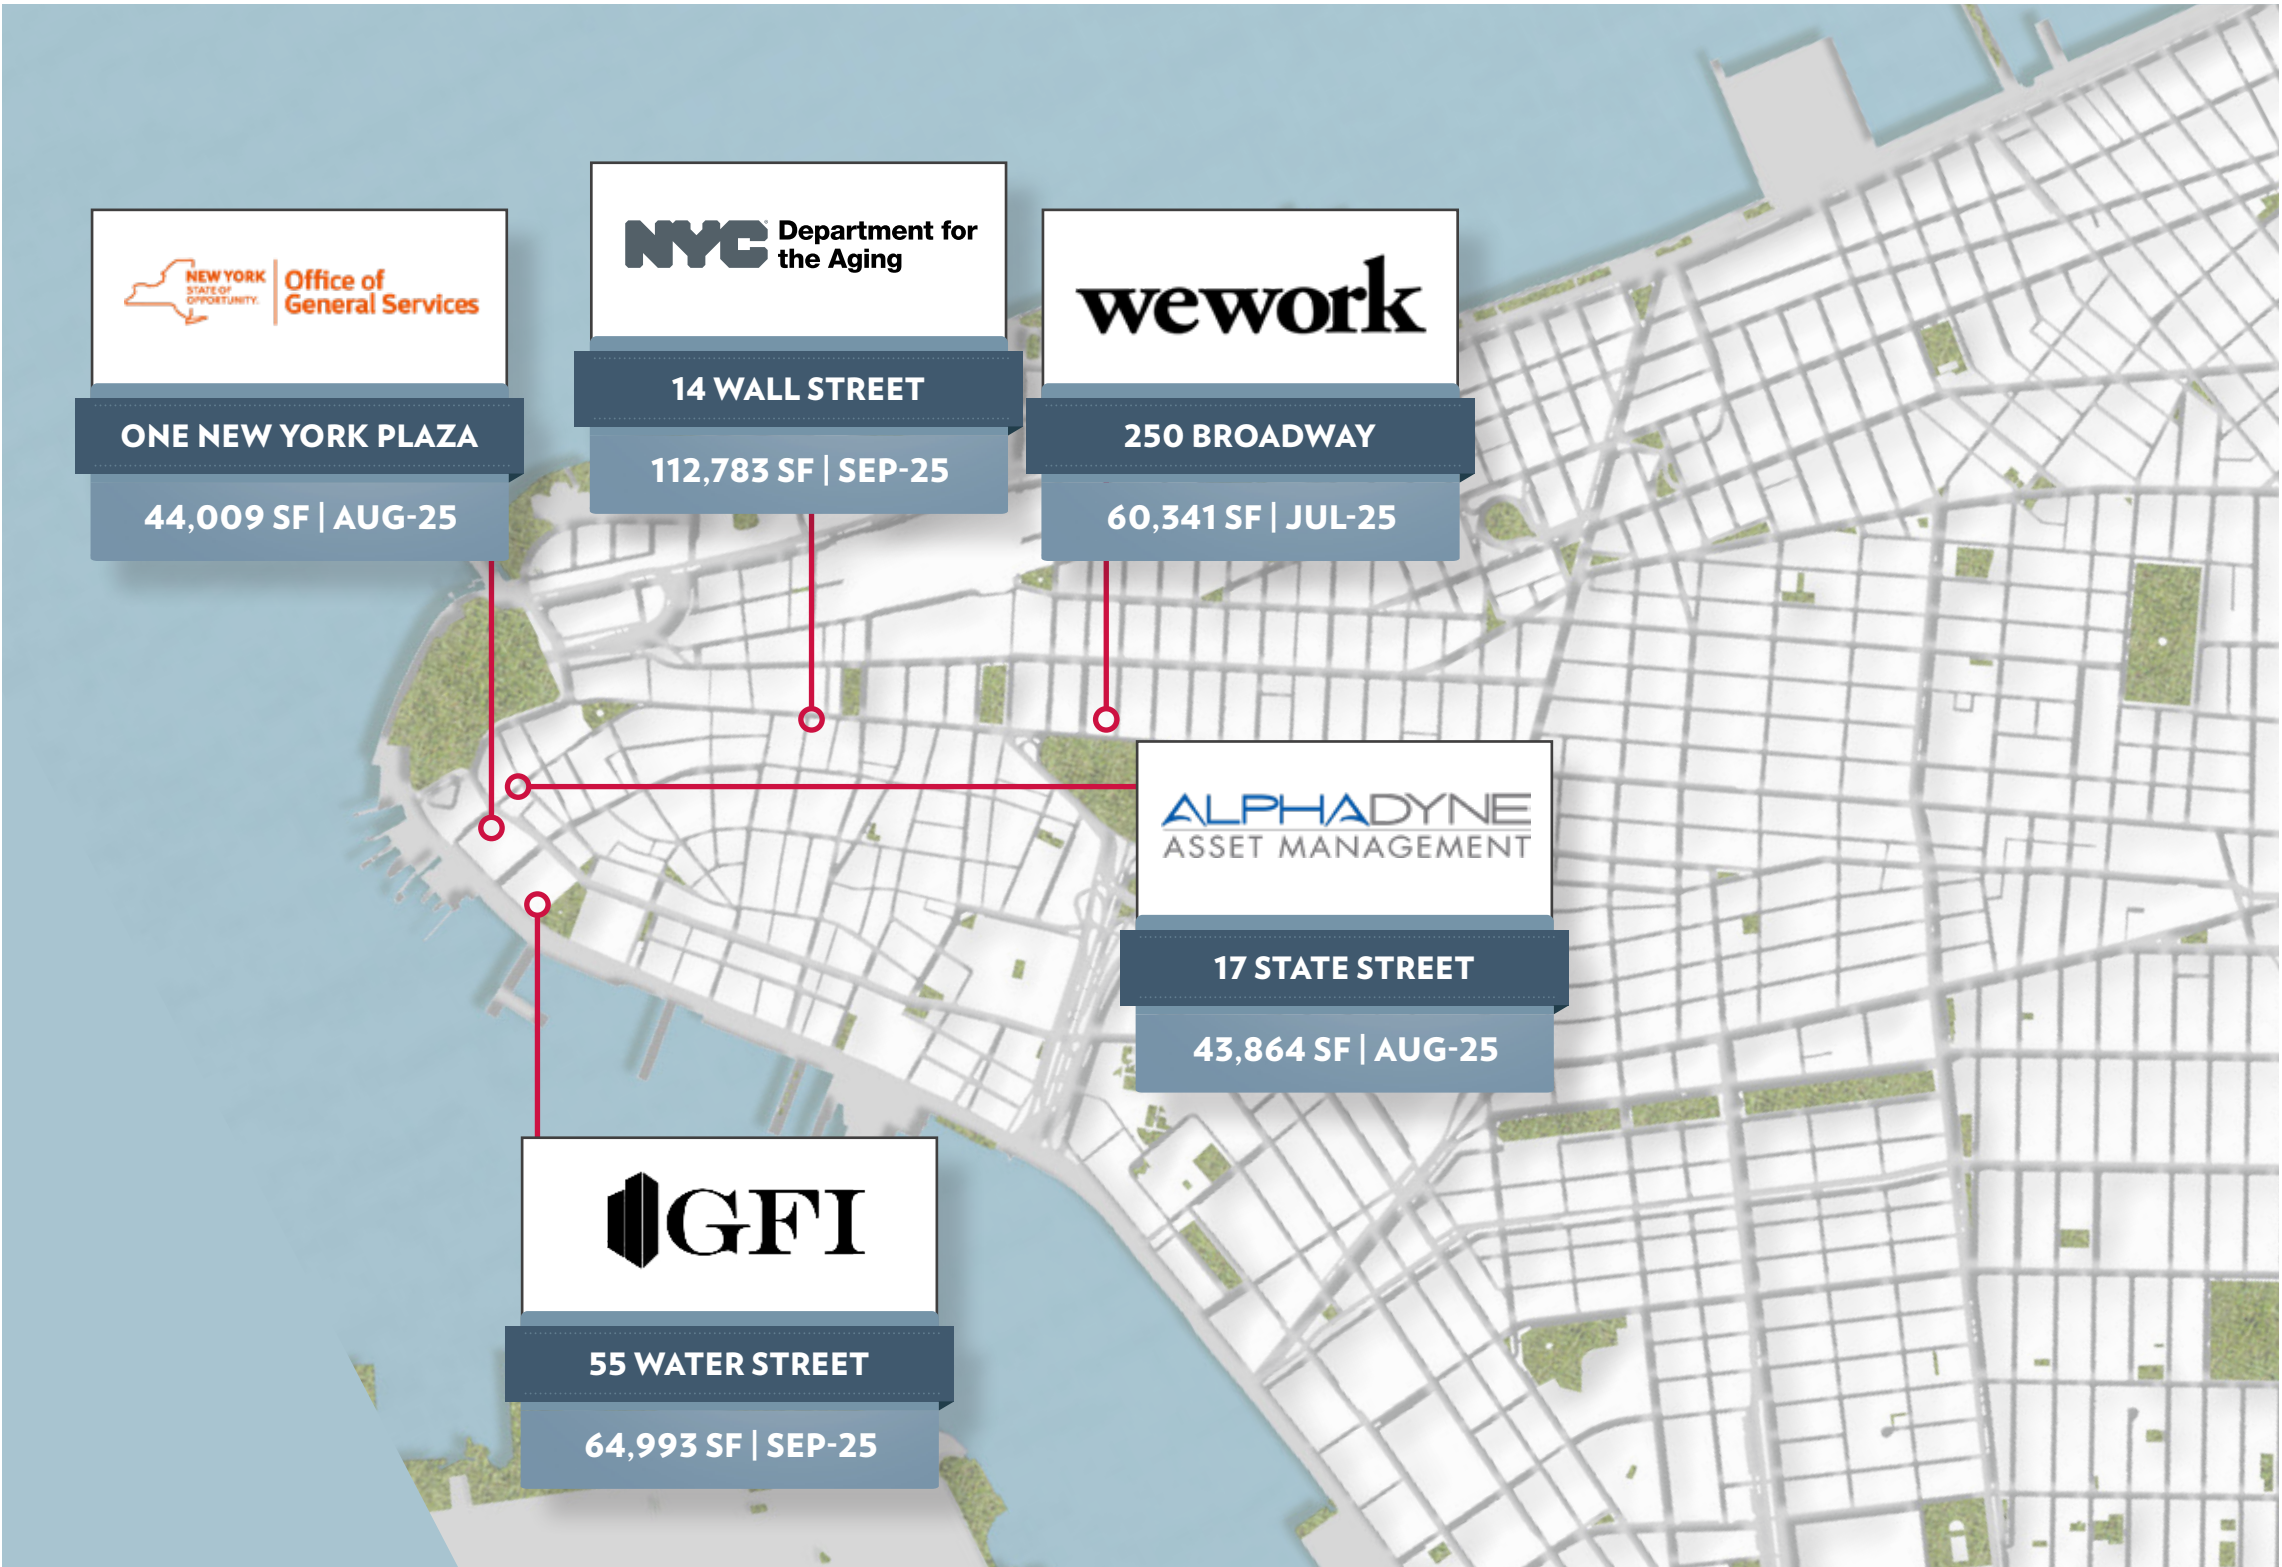 NEW YORK
STATE OF
OPPORTUNITY.
Office of
General Services
ONE NEW YORK PLAZA
44,009 SF | AUG-25
NYC
Department for
the Aging
14 WALL STREET
112,783 SF | SEP-25
wework
250 BROADWAY
60,341 SF | JUL-25
ALPHADYNE
ASSET MANAGEMENT
17 STATE STREET
43,864 SF | AUG-25
GFI
55 WATER STREET
64,993 SF | SEP-25